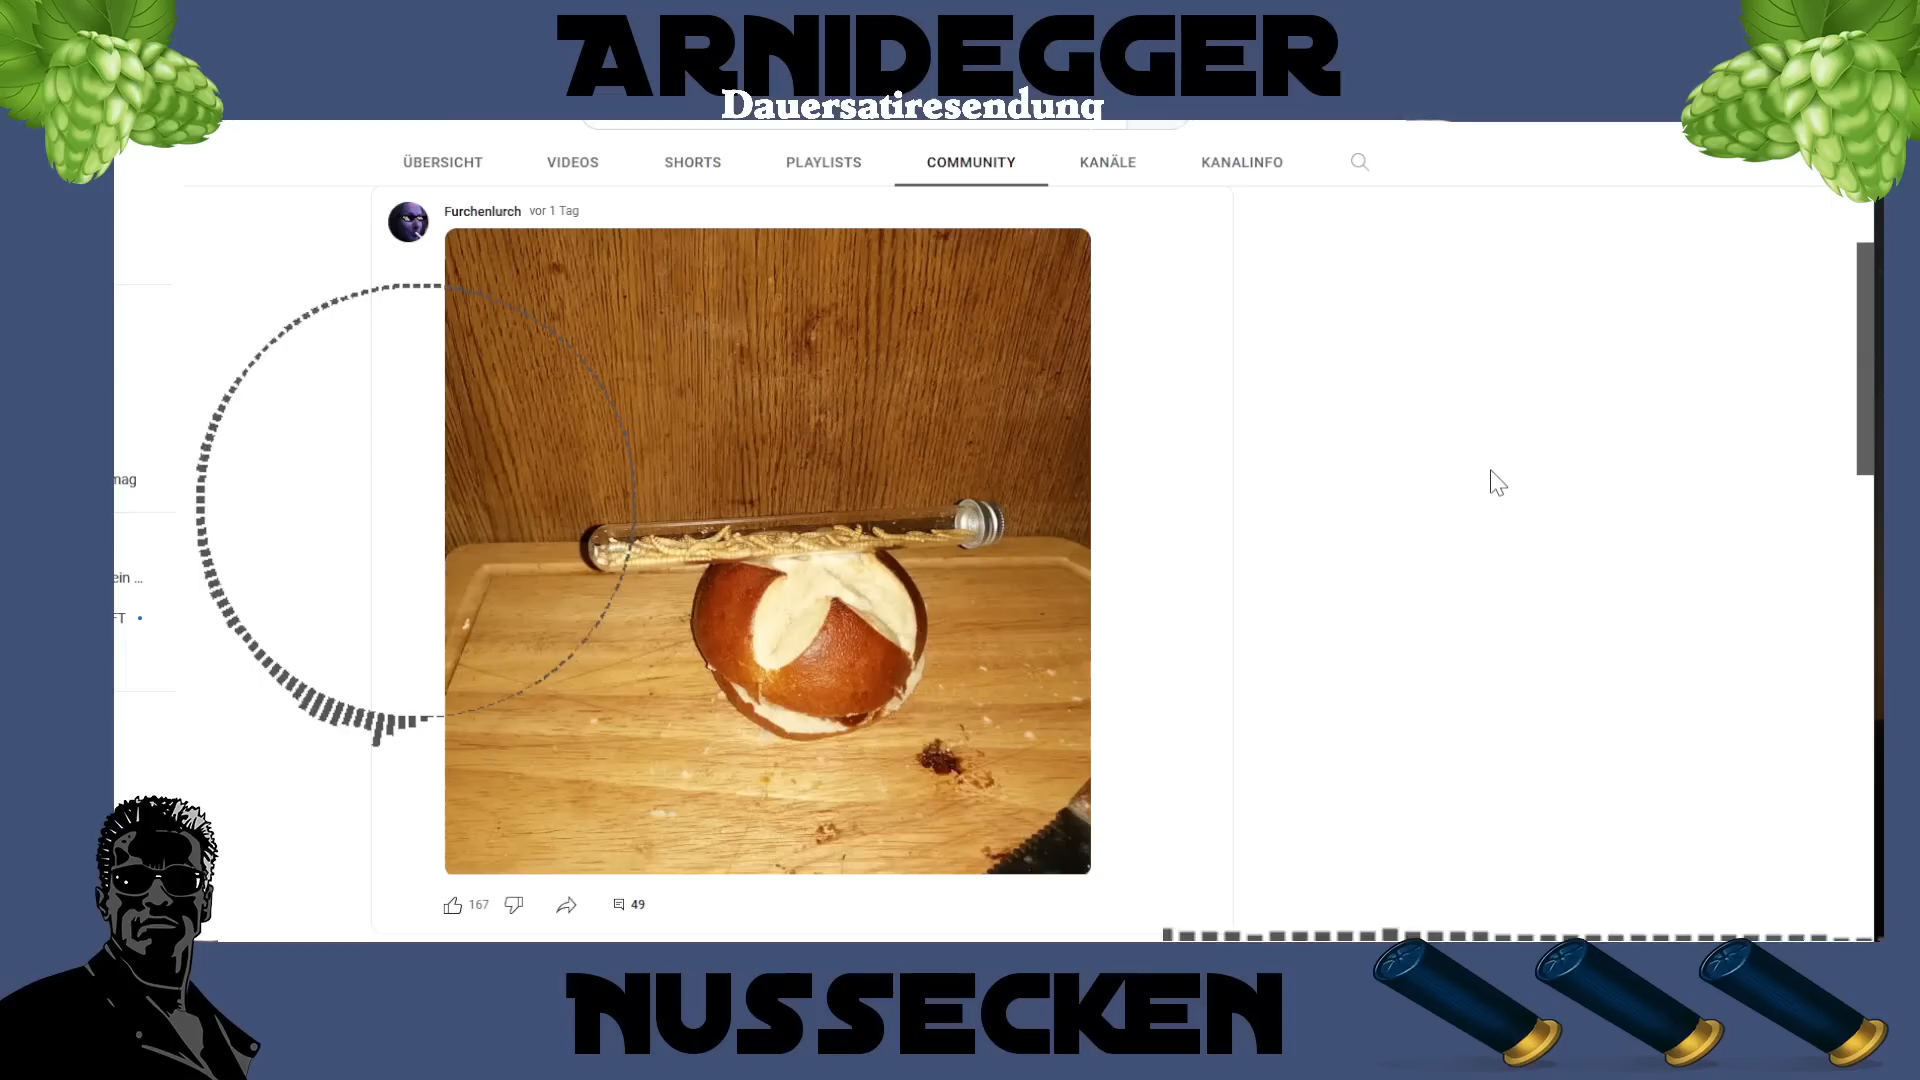 ARNIDEGGER
Dauersatiresendung
ÜBERSICHT VIDEOS SHORTS PLAYLISTS COMMUNITY KANÄLE KANALINFO
Furchenlurch vor 1 Tag
mag
ein ...
FT
167 49
NUSSECKEN